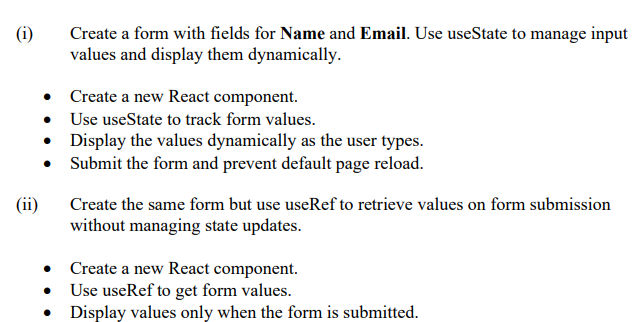 (i) Create a form with fields for Name and Email. Use useState to manage input
values and display them dynamically.
• Create a new React component.
• Use useState to track form values.
• Display the values dynamically as the user types.
• Submit the form and prevent default page reload.
(ii) Create the same form but use useRef to retrieve values on form submission
without managing state updates.
• Create a new React component.
• Use useRef to get form values.
• Display values only when the form is submitted.